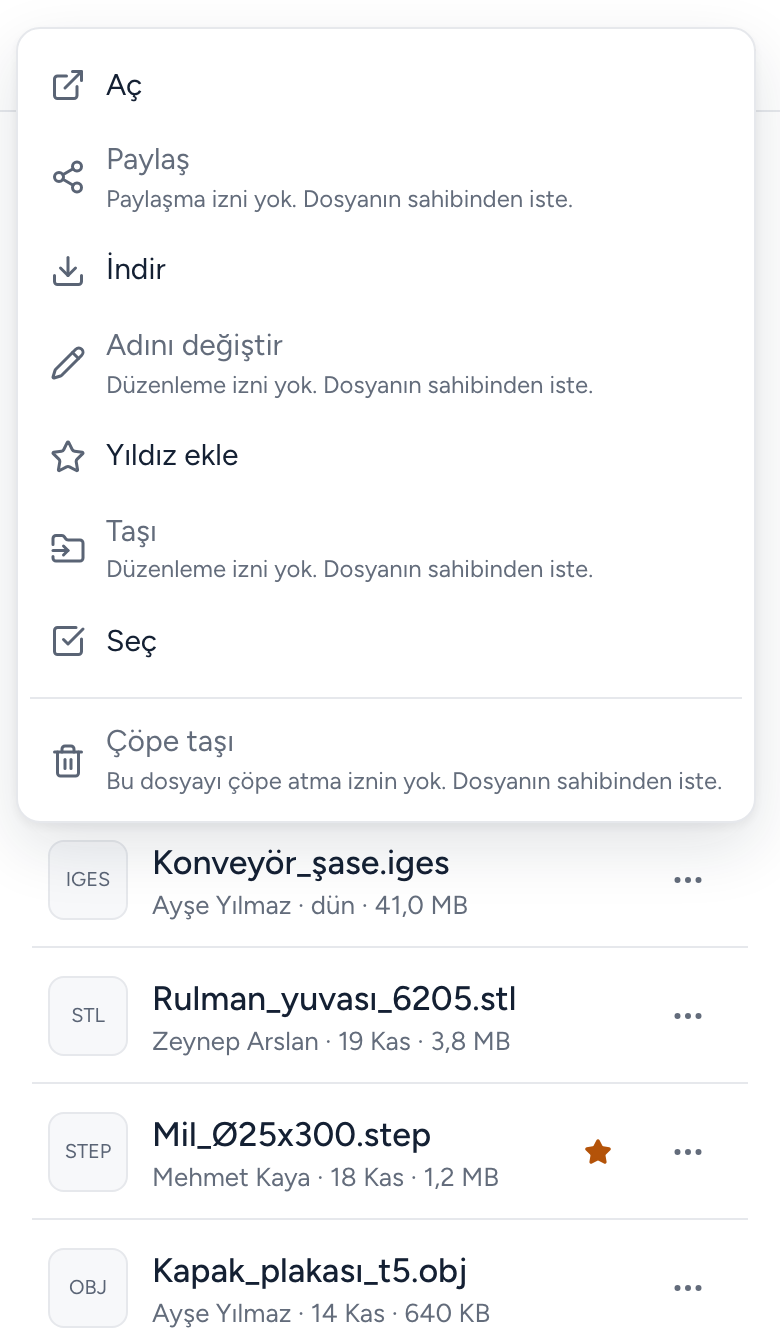 Aç
Paylaş
Paylaşma izni yok. Dosyanın sahibinden iste.
İndir
Adını değiştir
Düzenleme izni yok. Dosyanın sahibinden iste.
Yıldız ekle
Taşı
Düzenleme izni yok. Dosyanın sahibinden iste.
Seç
Çöpe taşı
Bu dosyayı çöpe atma iznin yok. Dosyanın sahibinden iste.
IGES
Konveyör_şase.iges
Ayşe Yılmaz · dün · 41,0 MB
STL
Rulman_yuvası_6205.stl
Zeynep Arslan · 19 Kas · 3,8 MB
STEP
Mil_Ø25x300.step
Mehmet Kaya · 18 Kas · 1,2 MB
OBJ
Kapak_plakası_t5.obj
Ayşe Yılmaz · 14 Kas · 640 KB